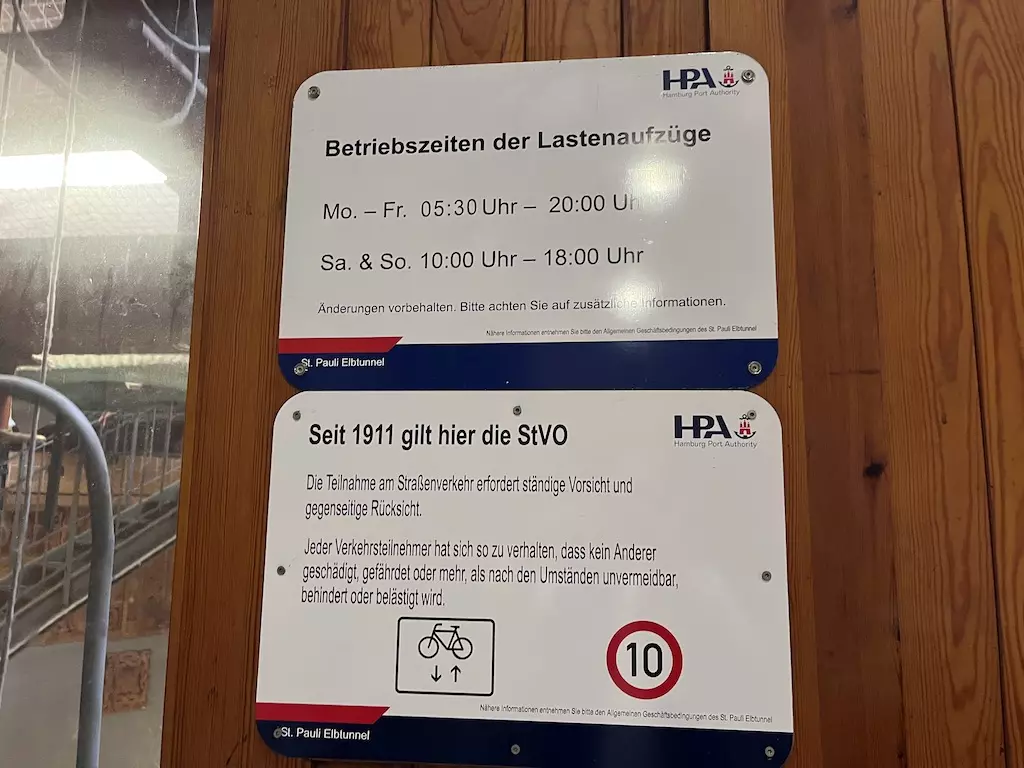 HPA
Hamburg Port Authority
Betriebszeiten der Lastenaufzüge
Mo. – Fr. 05:30 Uhr – 20:00 Uhr
Sa. & So. 10:00 Uhr – 18:00 Uhr
Änderungen vorbehalten. Bitte achten Sie auf zusätzliche Informationen.
Nähere Informationen entnehmen Sie bitte den Allgemeinen Geschäftsbedingungen des St. Pauli Elbtunnel
St. Pauli Elbtunnel
HPA
Hamburg Port Authority
Seit 1911 gilt hier die StVO
Die Teilnahme am Straßenverkehr erfordert ständige Vorsicht und
gegenseitige Rücksicht.
Jeder Verkehrsteilnehmer hat sich so zu verhalten, dass kein Anderer
geschädigt, gefährdet oder mehr, als nach den Umständen unvermeidbar,
behindert oder belästigt wird.
10
Nähere Informationen entnehmen Sie bitte den Allgemeinen Geschäftsbedingungen des St. Pauli Elbtunnel
St. Pauli Elbtunnel